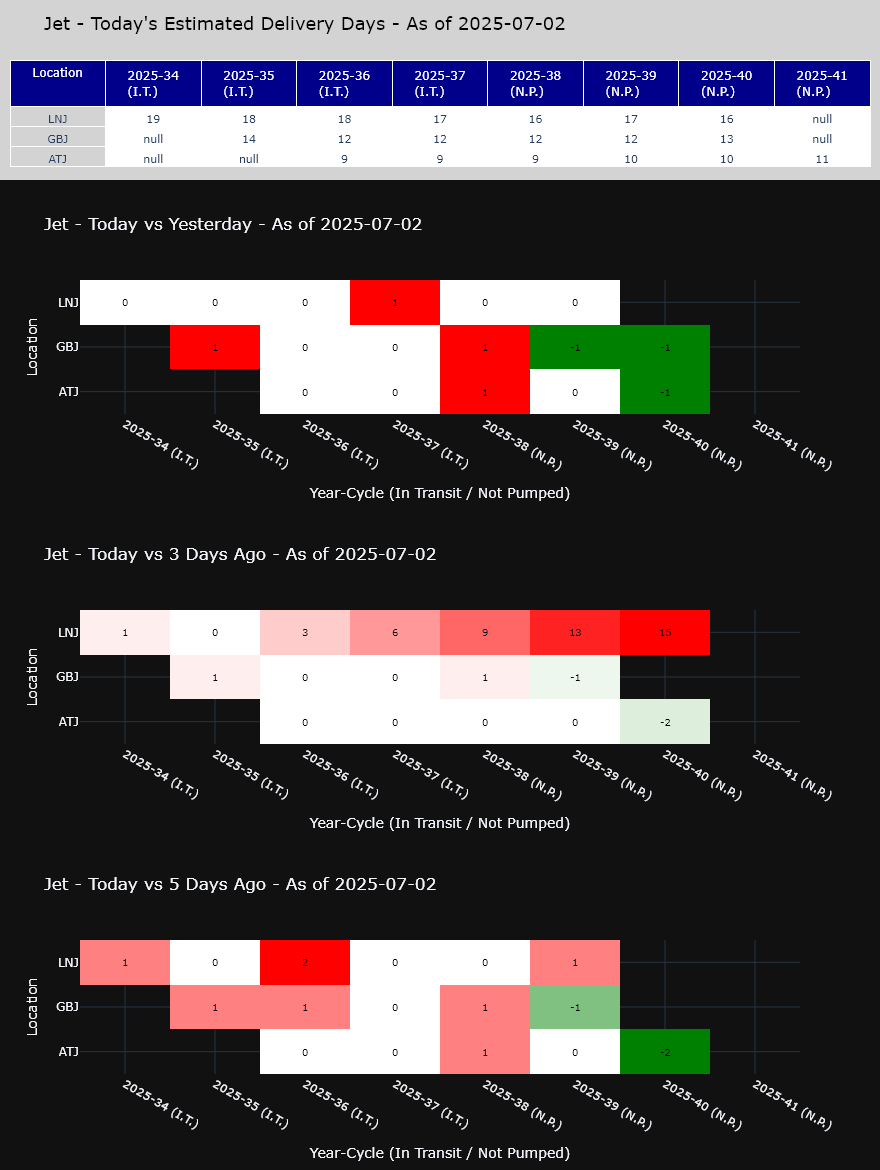 Jet - Today's Estimated Delivery Days - As of 2025-07-02
Location 2025-34 (I.T.) 2025-35 (I.T.) 2025-36 (I.T.) 2025-37 (I.T.) 2025-38 (N.P.) 2025-39 (N.P.) 2025-40 (N.P.) 2025-41 (N.P.)
LNJ 19 18 18 17 16 17 16 null
GBJ null 14 12 12 12 12 13 null
ATJ null null 9 9 9 10 10 11
Jet - Today vs Yesterday - As of 2025-07-02
Location
LNJ 0 0 0 1 0 0
GBJ 1 0 0 1 -1 -1
ATJ 0 0 1 0 -1
2025-34 (I.T.) 2025-35 (I.T.) 2025-36 (I.T.) 2025-37 (I.T.) 2025-38 (N.P.) 2025-39 (N.P.) 2025-40 (N.P.) 2025-41 (N.P.)
Year-Cycle (In Transit / Not Pumped)
Jet - Today vs 3 Days Ago - As of 2025-07-02
Location
LNJ 1 0 3 6 9 13 15
GBJ 1 0 0 1 -1
ATJ 0 0 0 0 -2
2025-34 (I.T.) 2025-35 (I.T.) 2025-36 (I.T.) 2025-37 (I.T.) 2025-38 (N.P.) 2025-39 (N.P.) 2025-40 (N.P.) 2025-41 (N.P.)
Year-Cycle (In Transit / Not Pumped)
Jet - Today vs 5 Days Ago - As of 2025-07-02
Location
LNJ 1 0 2 0 0 1
GBJ 1 1 0 1 -1
ATJ 0 0 1 0 -2
2025-34 (I.T.) 2025-35 (I.T.) 2025-36 (I.T.) 2025-37 (I.T.) 2025-38 (N.P.) 2025-39 (N.P.) 2025-40 (N.P.) 2025-41 (N.P.)
Year-Cycle (In Transit / Not Pumped)